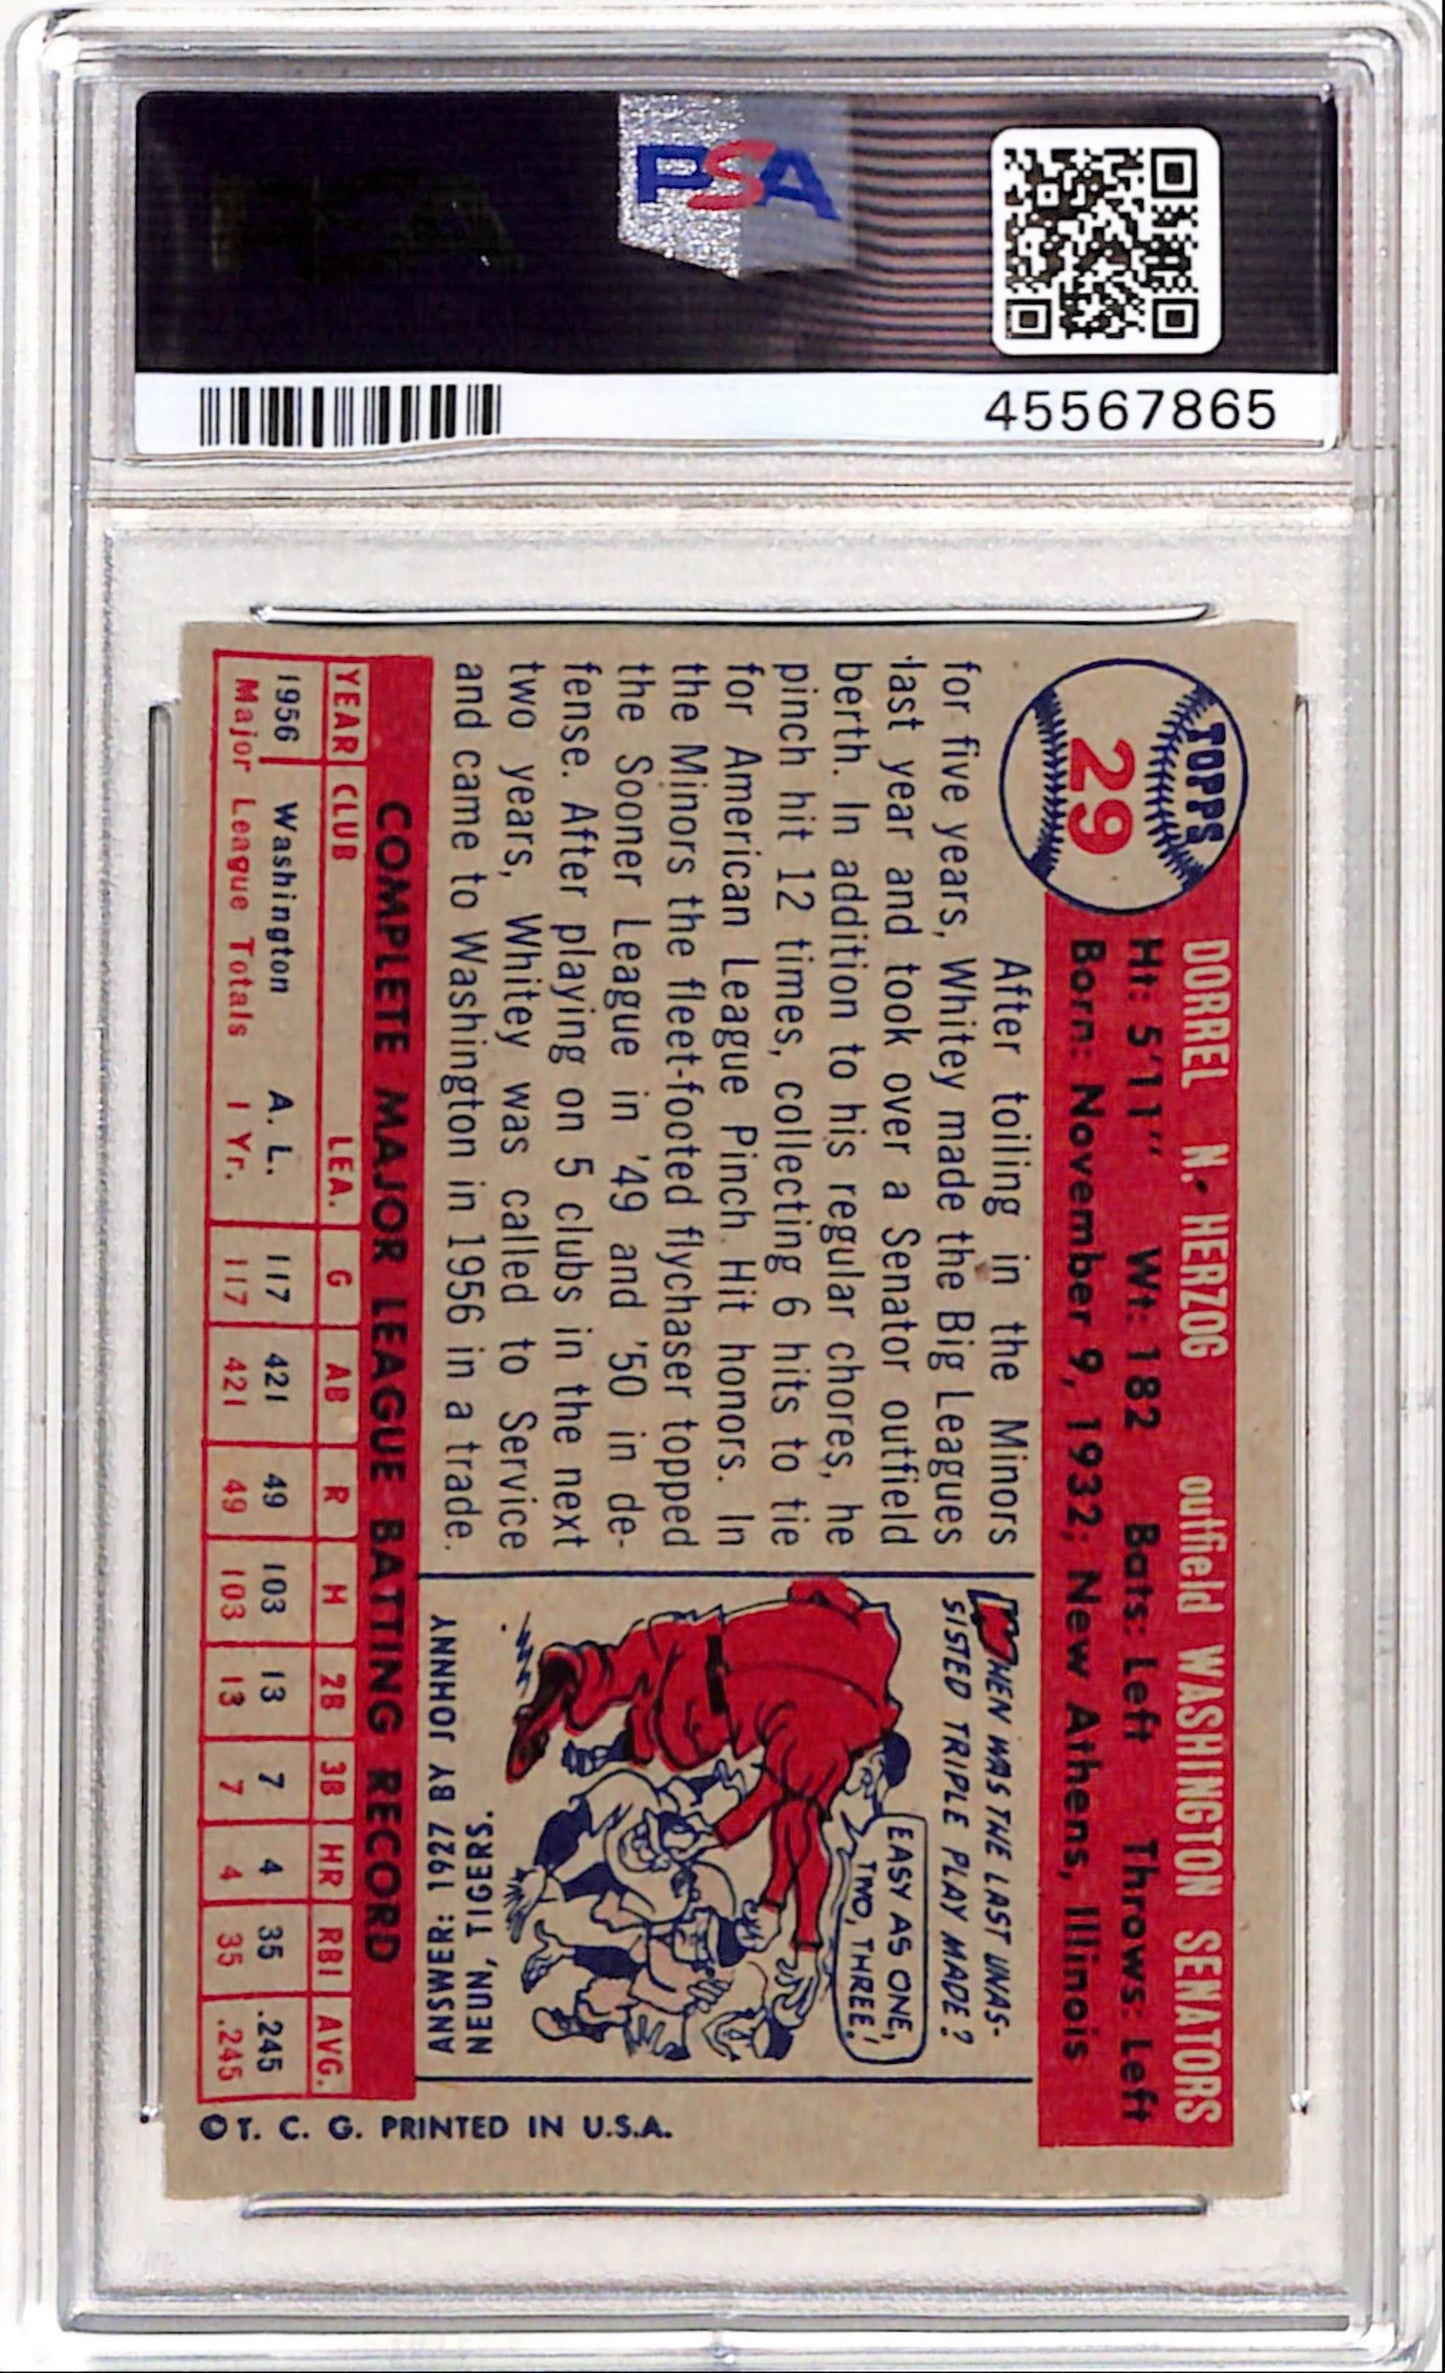 PSA
45567865
TOPPS
29
DORREL N. HERZOG outfield WASHINGTON SENATORS
Ht: 5'11" Wt: 182 Bats: Left Throws: Left
Born: November 9, 1932; New Athens, Illinois
After toiling in the Minors
for five years, Whitey made the Big Leagues
last year and took over a Senator outfield
berth. In addition to his regular chores, he
pinch hit 12 times, collecting 6 hits to tie
for American League Pinch Hit honors. In
the Minors the fleet-footed flychaser topped
the Sooner League in '49 and '50 in de-
fense. After playing on 5 clubs in the next
two years, Whitey was called to Service
and came to Washington in 1956 in a trade.
WHEN WAS THE LAST UNAS-
SISTED TRIPLE PLAY MADE?
EASY AS ONE,
TWO, THREE!
ANSWER: 1927 BY JOHNNY
NEUN, TIGERS.
COMPLETE MAJOR LEAGUE BATTING RECORD
YEAR CLUB LEA. G AB R H 2B 3B HR RBI AVG.
1956 Washington A. L. 117 421 49 103 13 7 4 35 .245
Major League Totals 1 Yr. 117 421 49 103 13 7 4 35 .245
©T. C. G. PRINTED IN U.S.A.